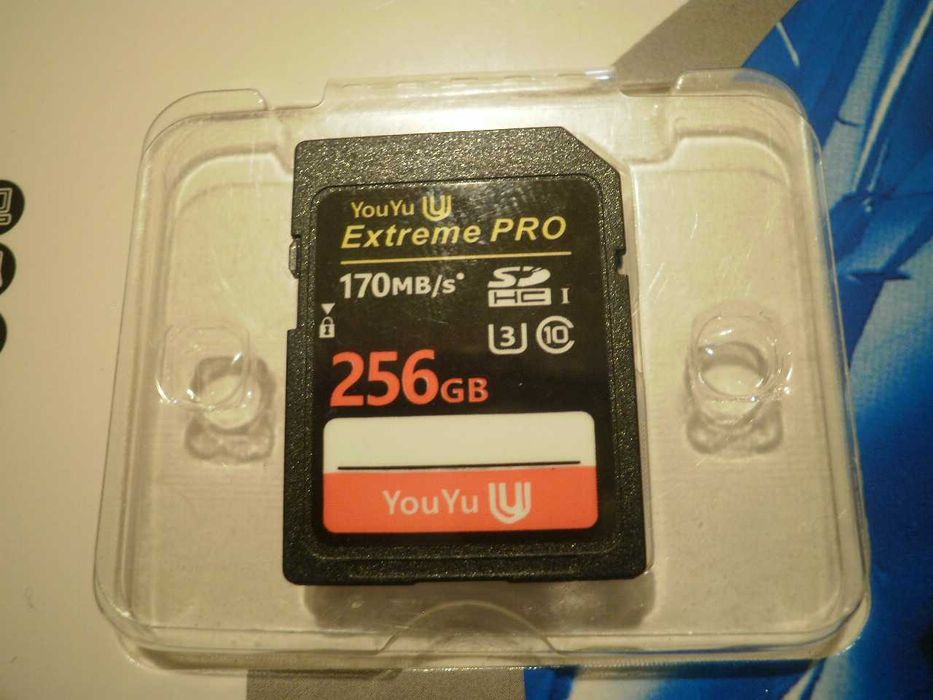 YouYu
Extreme PRO
170MB/s*
SD
HC I
3 10
256GB
YouYu